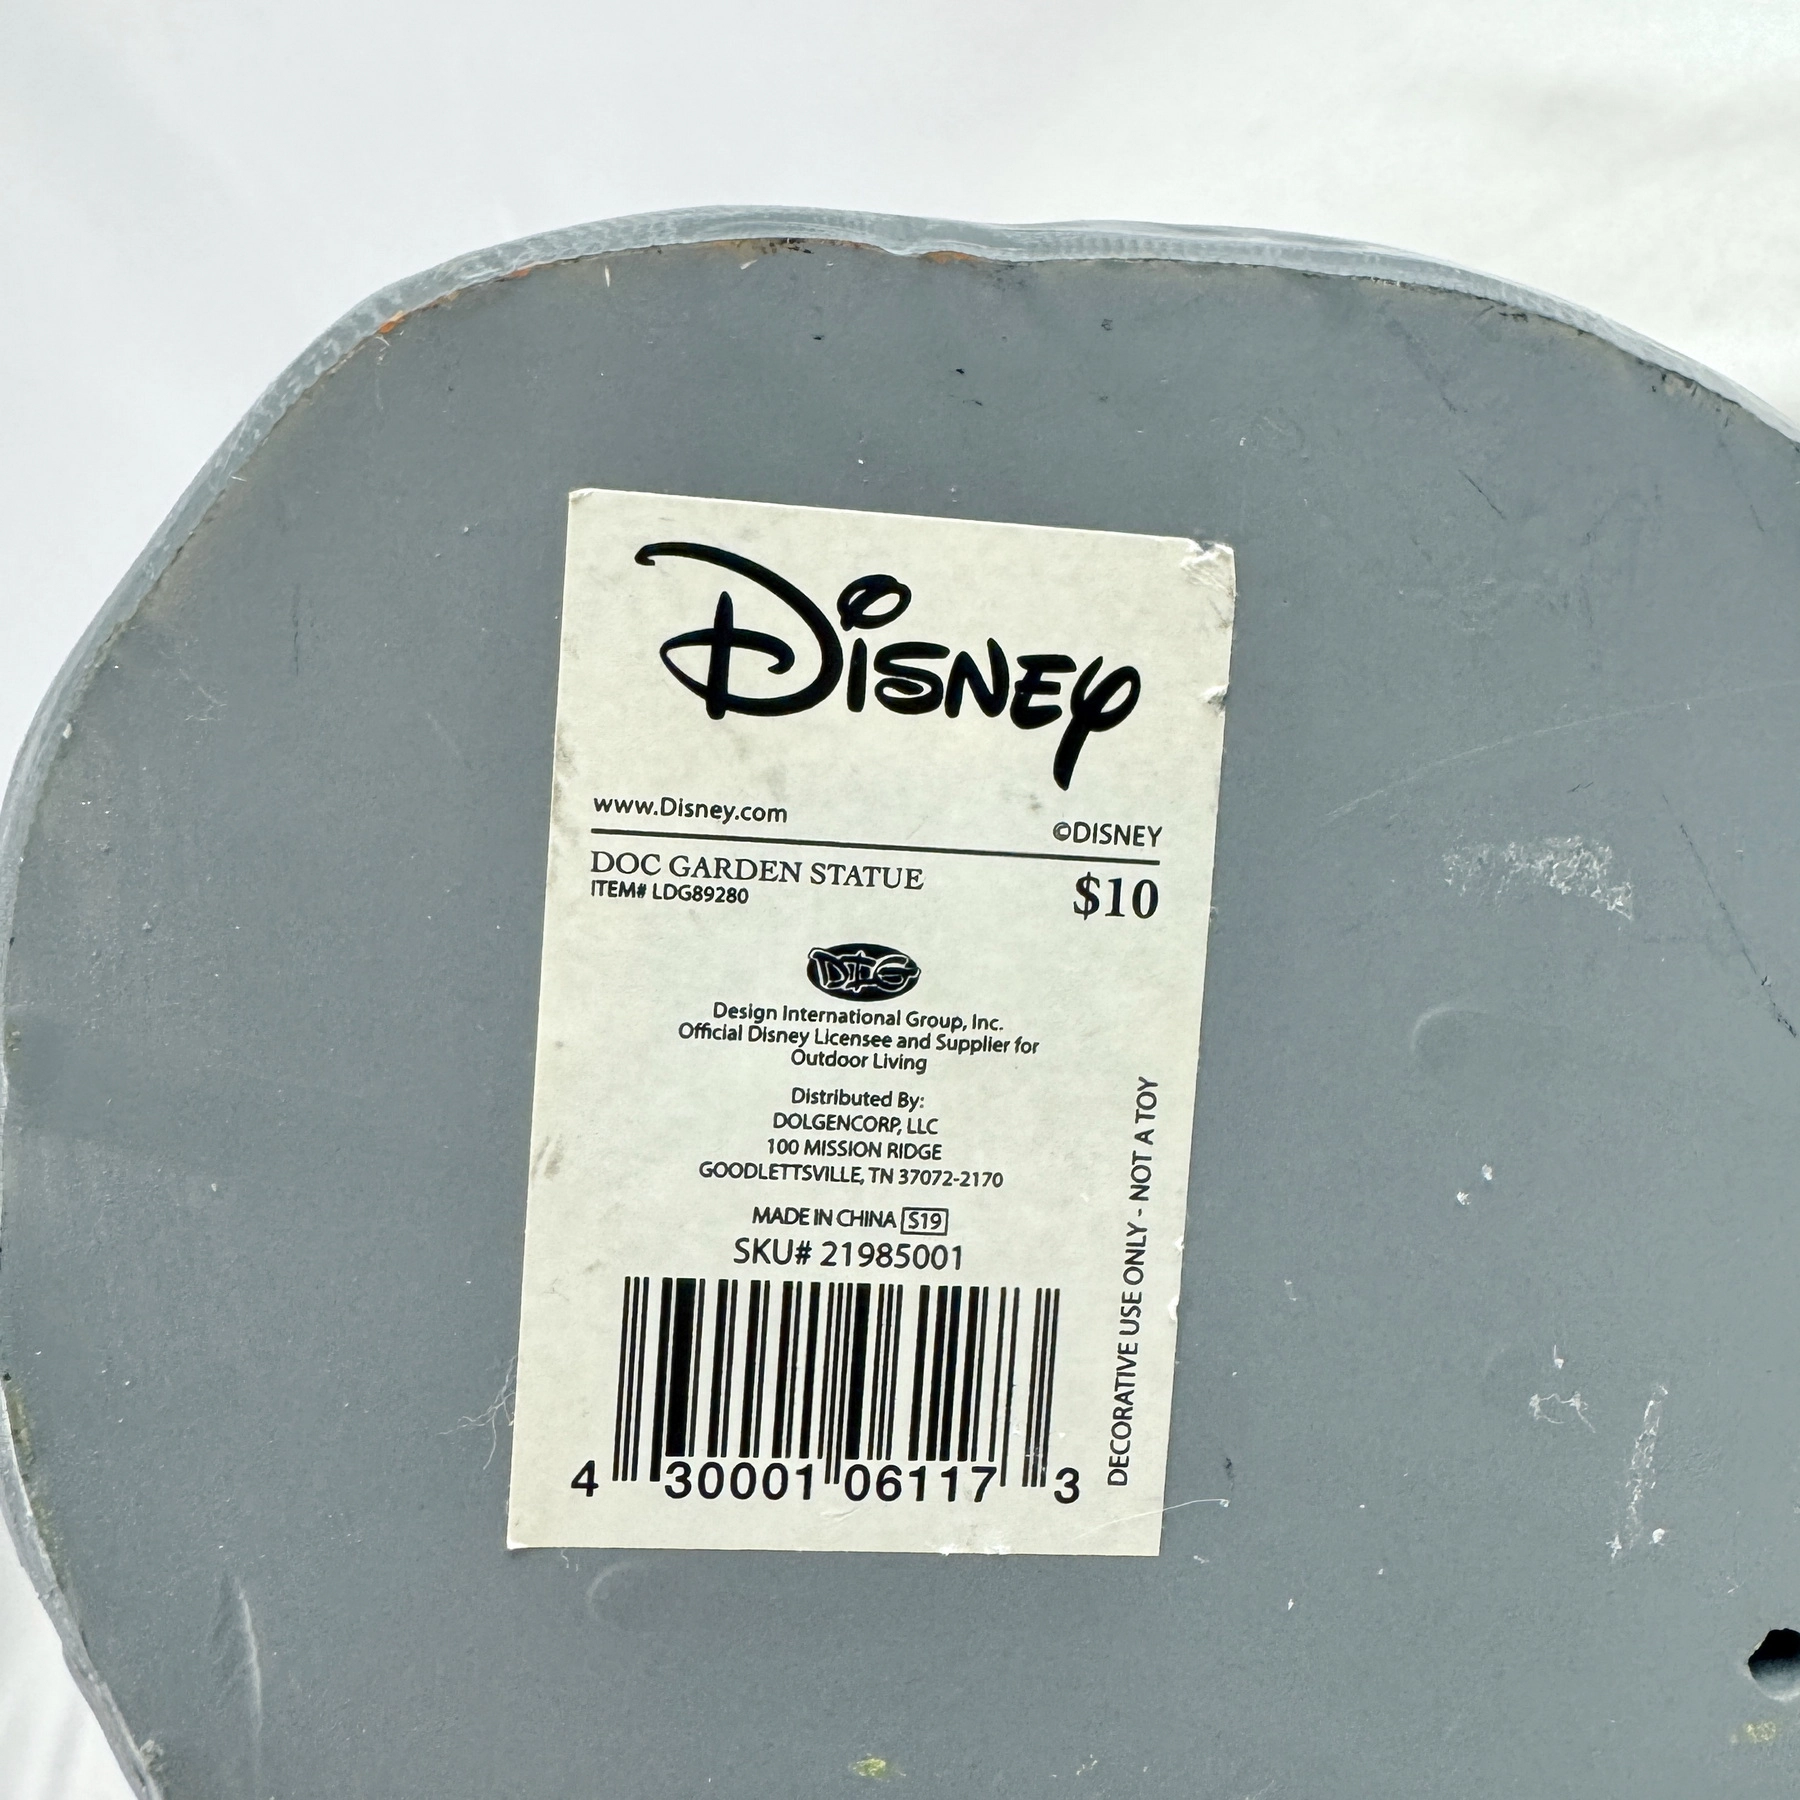 Disney
www.Disney.com
©DISNEY
DOC GARDEN STATUE
$10
ITEM# LDG89280
DIG
Design International Group, Inc.
Official Disney Licensee and Supplier for
Outdoor Living
Distributed By:
DOLGENCORP, LLC
100 MISSION RIDGE
GOODLETTSVILLE, TN 37072-2170
MADE IN CHINA S19
SKU# 21985001
4 30001 06117 3
DECORATIVE USE ONLY - NOT A TOY